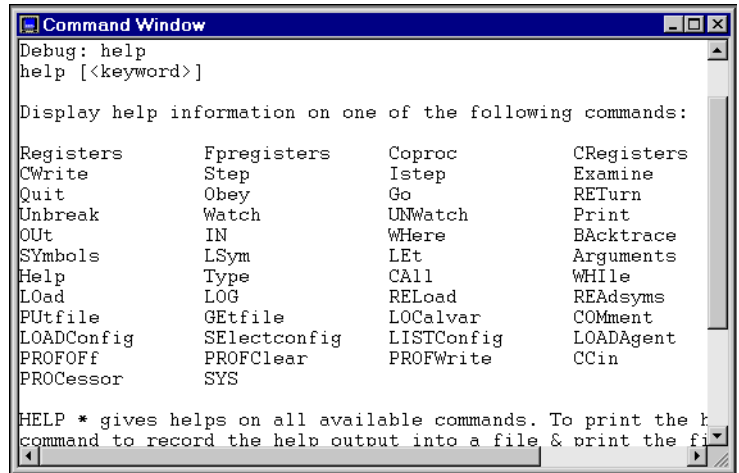 Command Window
Debug: help
help [<keyword>]
Display help information on one of the following commands:
Registers Fpregisters Coproc CRegisters
CWrite Step Istep Examine
Quit Obey Go RETurn
Unbreak Watch UNWatch Print
OUt IN WHere BAcktrace
SYmbols LSym LEt Arguments
Help Type CAll WHIle
LOad LOG RELoad REAdsyms
PUtfile GEtfile LOCalvar COMment
LOADConfig SElectconfig LISTConfig LOADAgent
PROFOFf PROFClear PROFWrite CCin
PROCessor SYS
HELP * gives helps on all available commands. To print the
command to record the help output into a file & print the